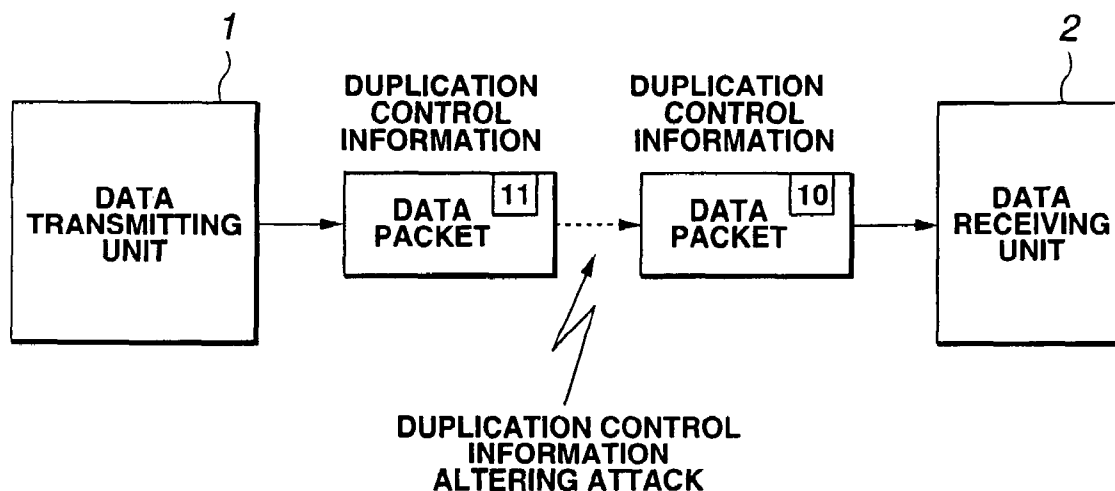 1
2
DUPLICATION
CONTROL
INFORMATION
DUPLICATION
CONTROL
INFORMATION
DATA
TRANSMITTING
UNIT
11
DATA
PACKET
10
DATA
PACKET
DATA
RECEIVING
UNIT
DUPLICATION CONTROL
INFORMATION
ALTERING ATTACK